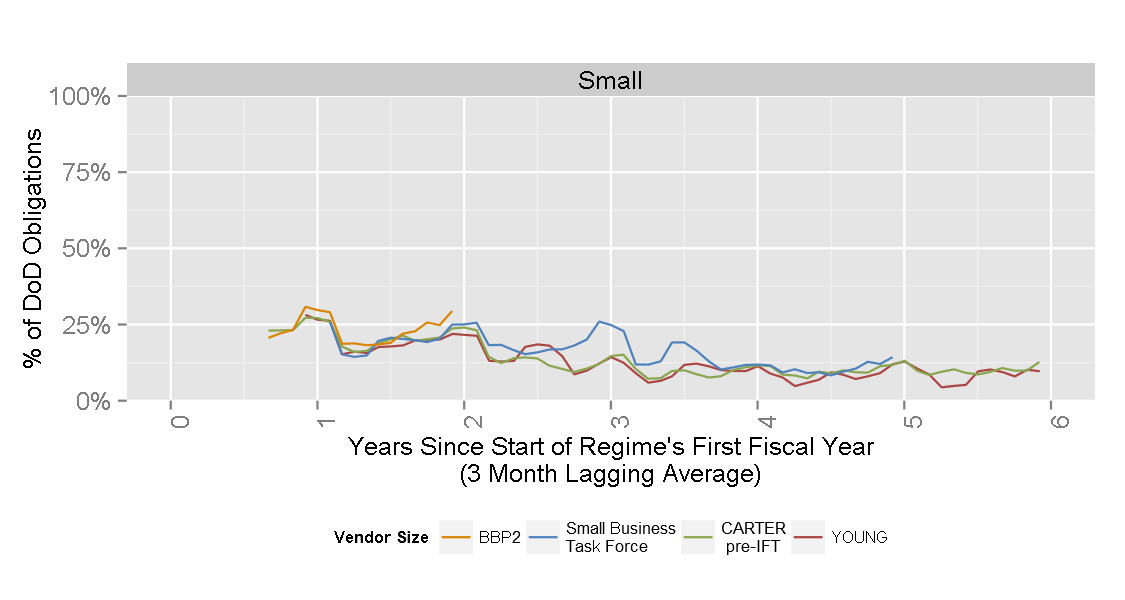 Small
100%
75%
50%
25%
0%
% of DoD Obligations
0 1 2 3 4 5 6
Years Since Start of Regime's First Fiscal Year
(3 Month Lagging Average)
Vendor Size BBP2 Small Business Task Force CARTER pre-IFT YOUNG